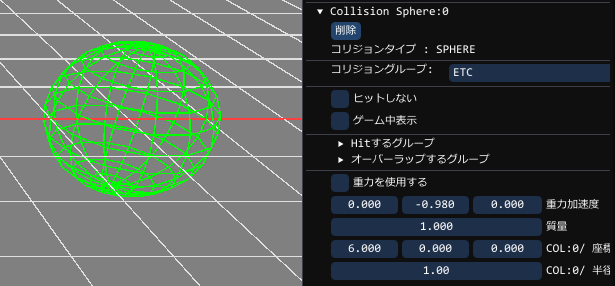 Collision Sphere:0
削除
コリジョンタイプ : SPHERE
コリジョングループ: ETC
ヒットしない
ゲーム中表示
Hitするグループ
オーバーラップするグループ
重力を使用する
0.000 -0.980 0.000 重力加速度
1.000 質量
6.000 0.000 0.000 COL:0/ 座標
1.00 COL:0/ 半径